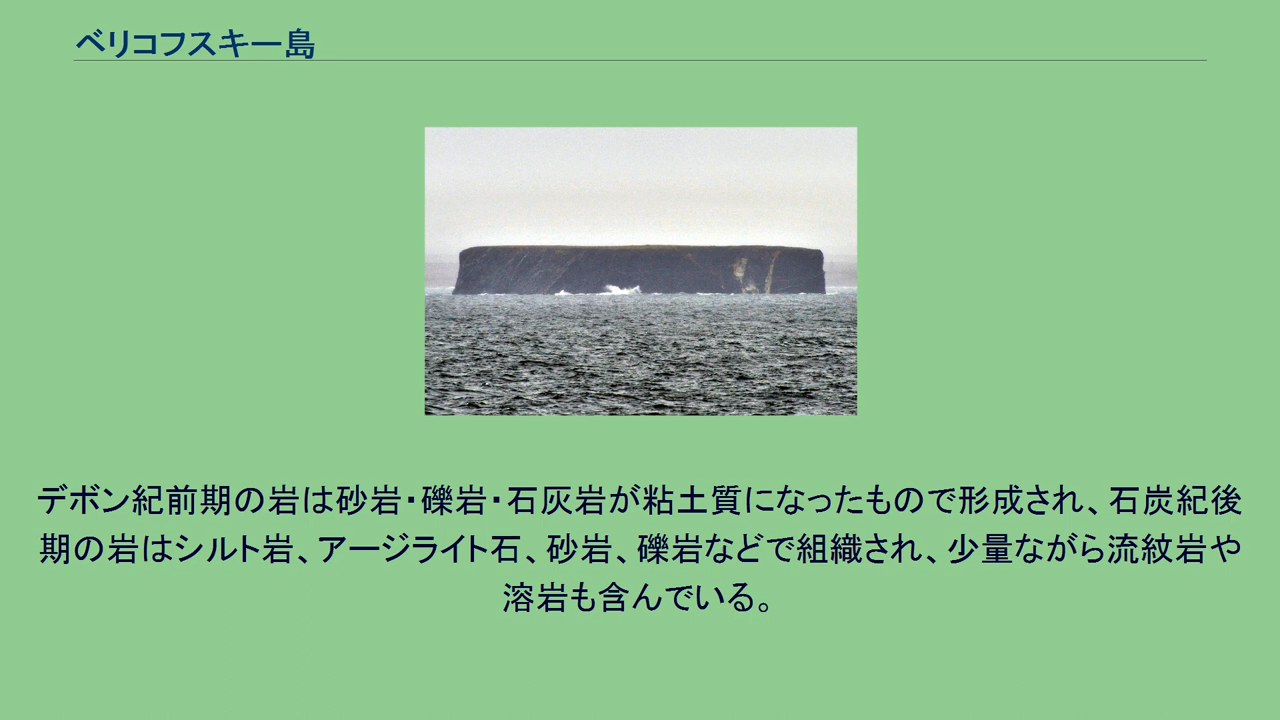 ベリコフスキー島
デボン紀前期の岩は砂岩・礫岩・石灰岩が粘土質になったもので形成され、石炭紀後
期の岩はシルト岩、アージライト石、砂岩、礫岩などで組織され、少量ながら流紋岩や
溶岩も含んでいる。